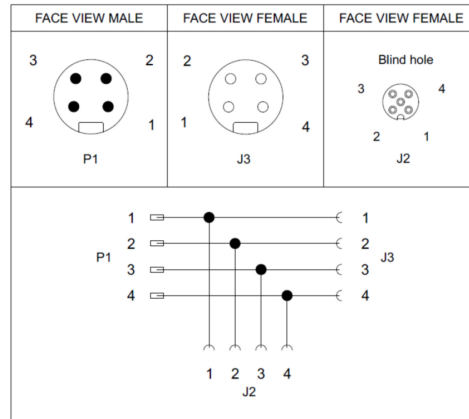 FACE VIEW MALE
FACE VIEW FEMALE
FACE VIEW FEMALE
3 2
4 1
P1
2 3
1 4
J3
Blind hole
3 4
2 1
J2
1 1
2 2
P1 J3
3 3
4 4
1 2 3 4
J2